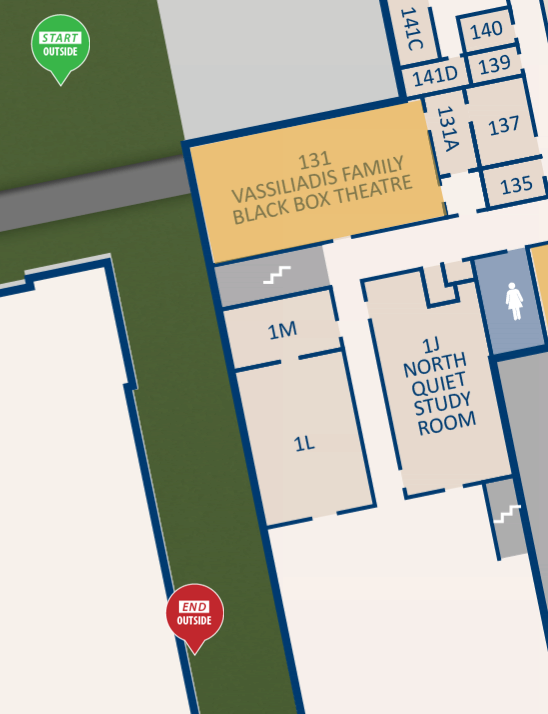 START
OUTSIDE
141C
140
141D
139
131A
137
135
131
VASSILIADIS FAMILY
BLACK BOX THEATRE
1M
1J
NORTH
QUIET
STUDY
ROOM
1L
END
OUTSIDE